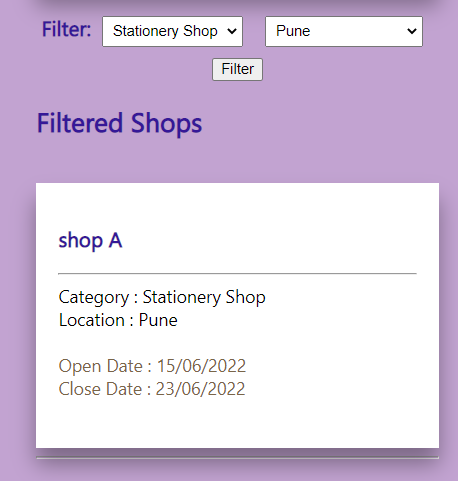 Filter: Stationery Shop Pune
Filter
Filtered Shops
shop A
Category : Stationery Shop
Location : Pune
Open Date : 15/06/2022
Close Date : 23/06/2022